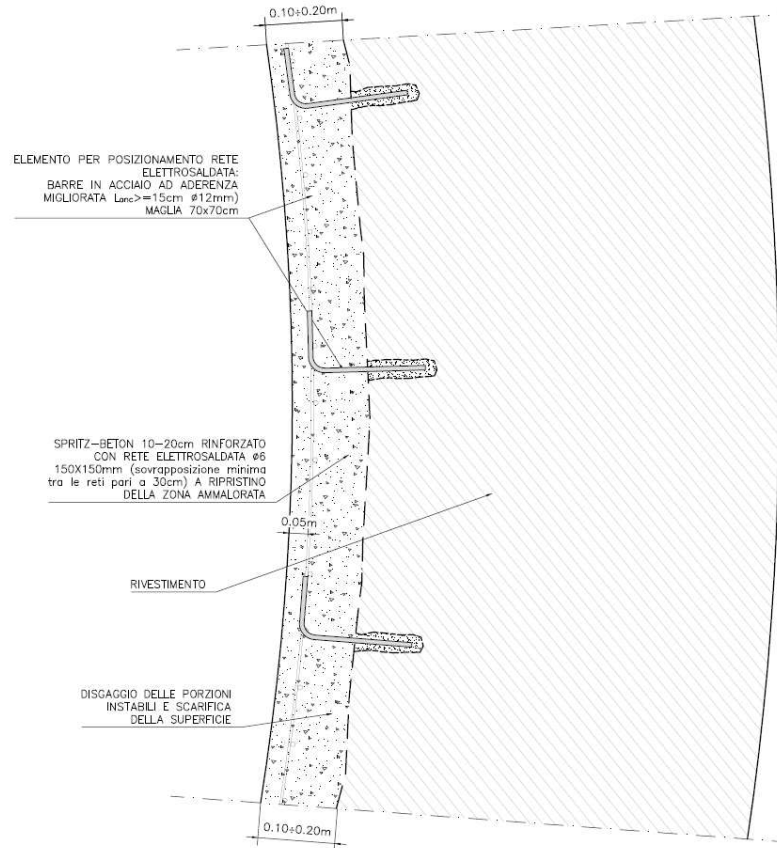 0.10÷0.20m
ELEMENTO PER POSIZIONAMENTO RETE
ELETTROSALDATA:
BARRE IN ACCIAIO AD ADERENZA
MIGLIORATA Lanc>=15cm ø12mm)
MAGLIA 70x70cm
SPRITZ-BETON 10-20cm RINFORZATO
CON RETE ELETTROSALDATA ø6
150X150mm (sovrapposizione minima
tra le reti pari a 30cm) A RIPRISTINO
DELLA ZONA AMMALORATA
0.05m
RIVESTIMENTO
DISGAGGIO DELLE PORZIONI
INSTABILI E SCARIFICA
DELLA SUPERFICIE
0.10÷0.20m